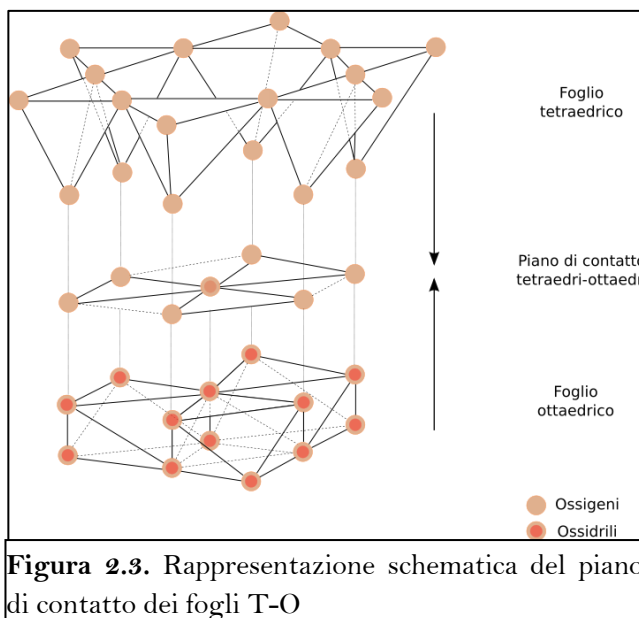 Foglio
tetraedrico
Piano di contatto
tetraedri-ottaedri
Foglio
ottaedrico
Ossigeni
Ossidrili
Figura 2.3. Rappresentazione schematica del piano
di contatto dei fogli T-O